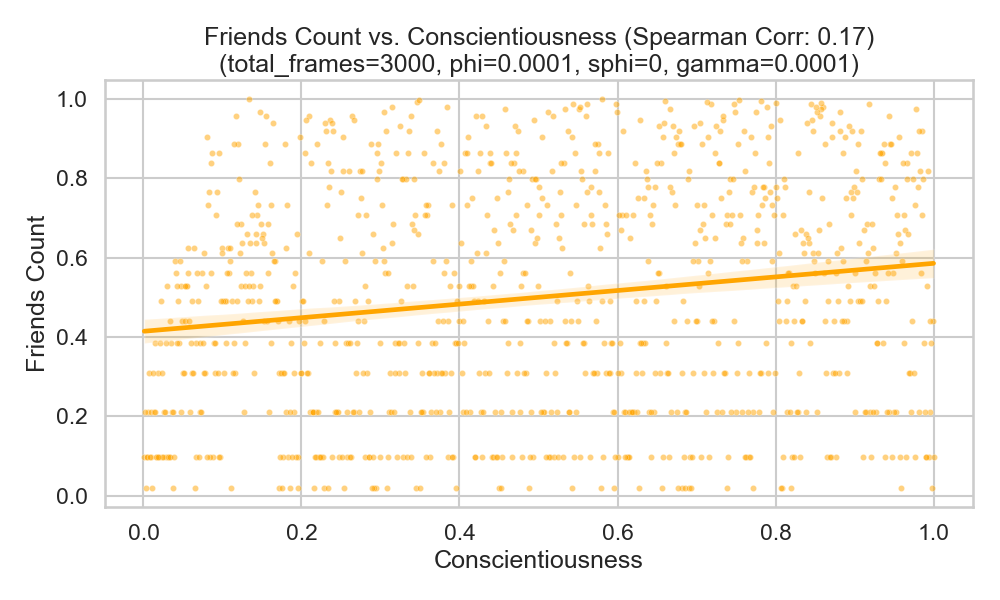 Friends Count vs. Conscientiousness (Spearman Corr: 0.17)
(total_frames=3000, phi=0.0001, sphi=0, gamma=0.0001)
1.0
0.8
0.6
0.4
0.2
0.0
Friends Count
0.0 0.2 0.4 0.6 0.8 1.0
Conscientiousness